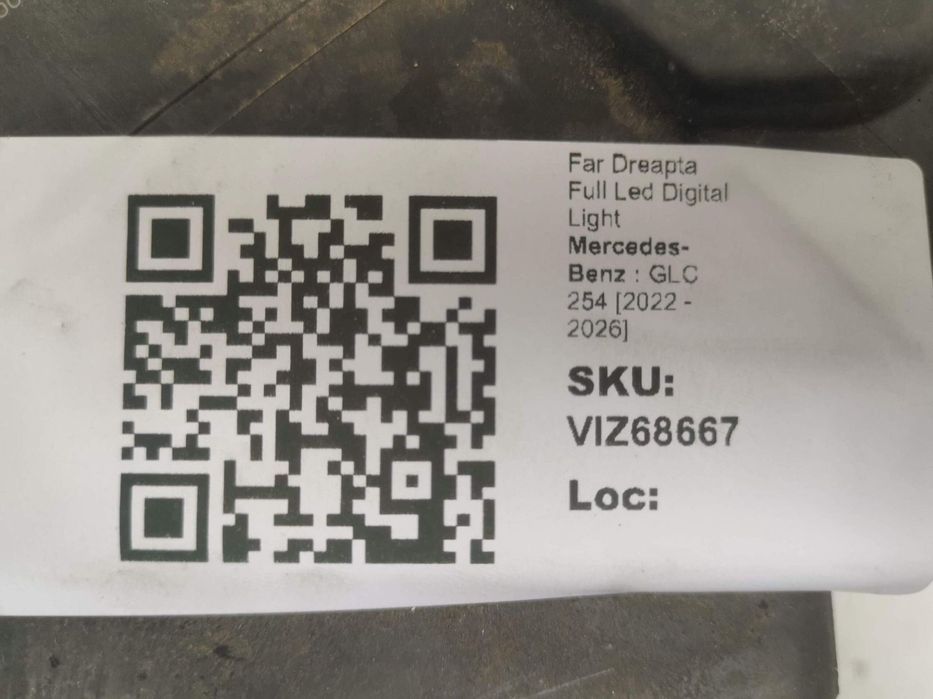 Far Dreapta
Full Led Digital
Light
Mercedes-
Benz : GLC
254 [2022 -
2026]
SKU:
VIZ68667
Loc: